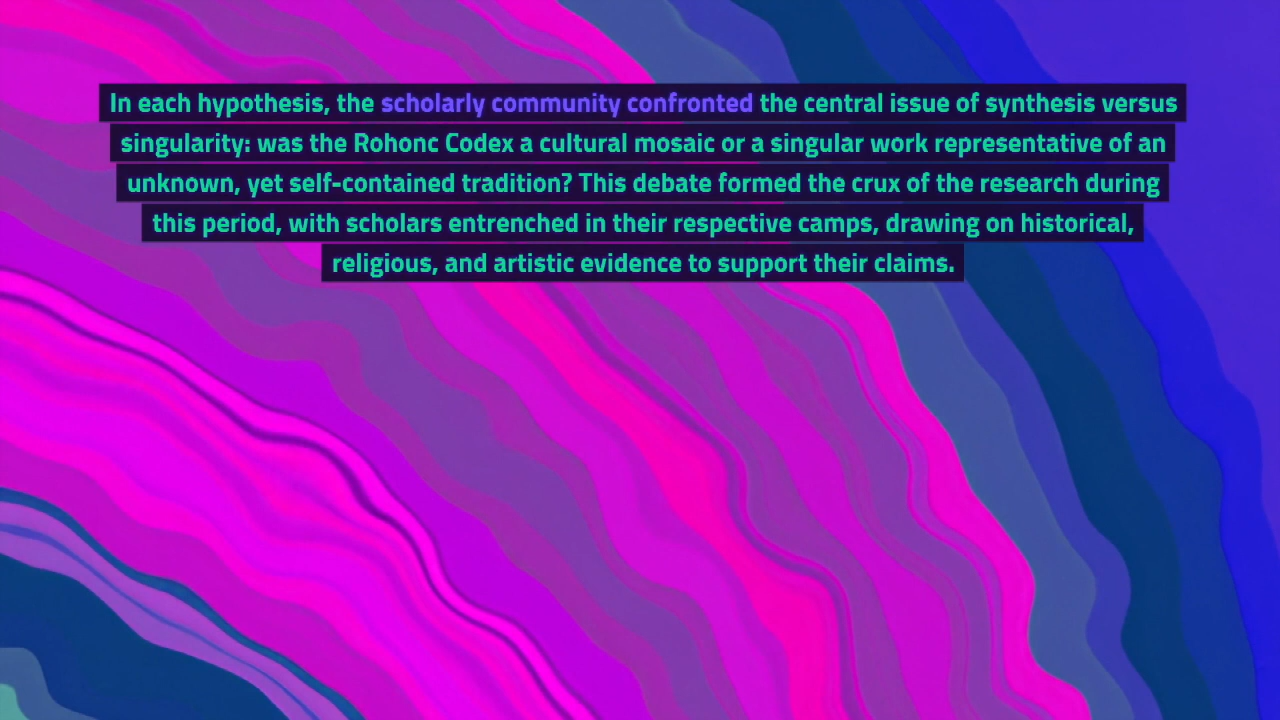 In each hypothesis, the scholarly community confronted the central issue of synthesis versus
singularity: was the Rohonc Codex a cultural mosaic or a singular work representative of an
unknown, yet self-contained tradition? This debate formed the crux of the research during
this period, with scholars entrenched in their respective camps, drawing on historical,
religious, and artistic evidence to support their claims.